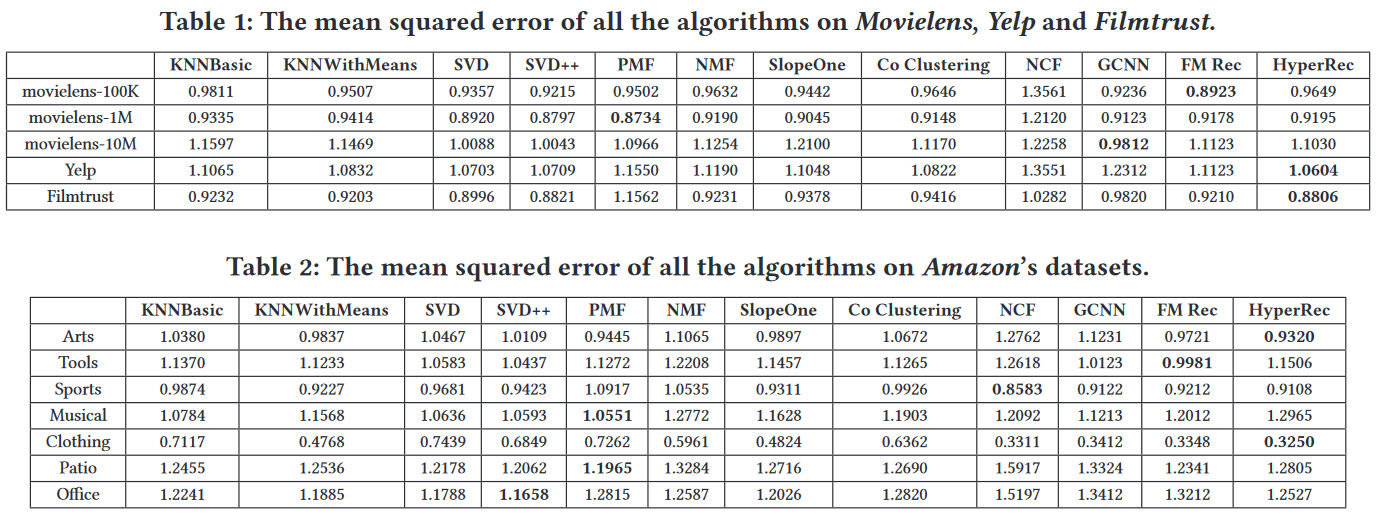 Table 1: The mean squared error of all the algorithms on Movielens, Yelp and Filmtrust.
KNNBasic KNNWithMeans SVD SVD++ PMF NMF SlopeOne Co Clustering NCF GCNN FM Rec HyperRec
movielens-100K 0.9811 0.9507 0.9357 0.9215 0.9502 0.9632 0.9442 0.9646 1.3561 0.9236 0.8923 0.9649
movielens-1M 0.9335 0.9414 0.8920 0.8797 0.8734 0.9190 0.9045 0.9148 1.2120 0.9123 0.9178 0.9195
movielens-10M 1.1597 1.1469 1.0088 1.0043 1.0966 1.1254 1.2100 1.1170 1.2258 0.9812 1.1123 1.1030
Yelp 1.1065 1.0832 1.0703 1.0709 1.1550 1.1190 1.1048 1.0822 1.3551 1.2312 1.1123 1.0604
Filmtrust 0.9232 0.9203 0.8996 0.8821 1.1562 0.9231 0.9378 0.9416 1.0282 0.9820 0.9210 0.8806
Table 2: The mean squared error of all the algorithms on Amazon's datasets.
KNNBasic KNNWithMeans SVD SVD++ PMF NMF SlopeOne Co Clustering NCF GCNN FM Rec HyperRec
Arts 1.0380 0.9837 1.0467 1.0109 0.9445 1.1065 0.9897 1.0672 1.2762 1.1231 0.9721 0.9320
Tools 1.1370 1.1233 1.0583 1.0437 1.1272 1.2208 1.1457 1.1265 1.2618 1.0123 0.9981 1.1506
Sports 0.9874 0.9227 0.9681 0.9423 1.0917 1.0535 0.9311 0.9926 0.8583 0.9122 0.9212 0.9108
Musical 1.0784 1.1568 1.0636 1.0593 1.0551 1.2772 1.1628 1.1903 1.2092 1.1213 1.2012 1.2965
Clothing 0.7117 0.4768 0.7439 0.6849 0.7262 0.5961 0.4824 0.6362 0.3311 0.3412 0.3348 0.3250
Patio 1.2455 1.2536 1.2178 1.2062 1.1965 1.3284 1.2716 1.2690 1.5917 1.3324 1.2341 1.2805
Office 1.2241 1.1885 1.1788 1.1658 1.2815 1.2587 1.2026 1.2820 1.5197 1.3412 1.3212 1.2527